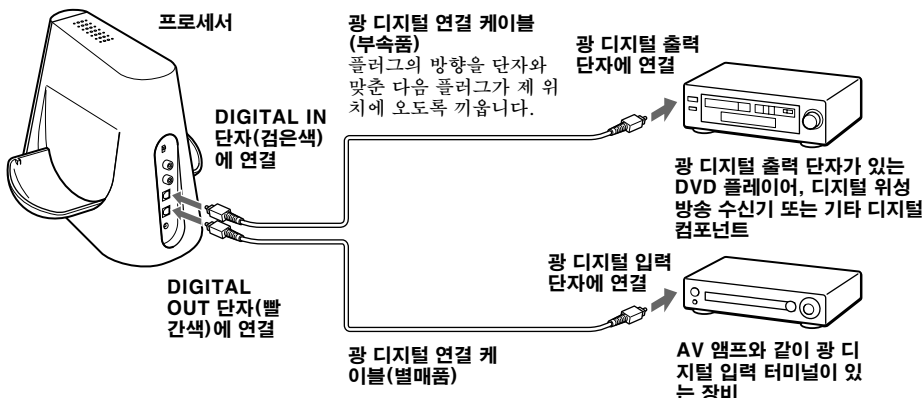 프로세서
광 디지털 연결 케이블
(부속품)
플러그의 방향을 단자와
맞춘 다음 플러그가 제 위
치에 오도록 끼웁니다.
광 디지털 출력
단자에 연결
DIGITAL IN
단자(검은색)
에 연결
광 디지털 출력 단자가 있는
DVD 플레이어, 디지털 위성
방송 수신기 또는 기타 디지털
컴포넌트
DIGITAL
OUT 단자(빨
간색)에 연결
광 디지털 입력
단자에 연결
광 디지털 연결 케
이블(별매품)
AV 앰프와 같이 광 디
지털 입력 터미널이 있
는 장비